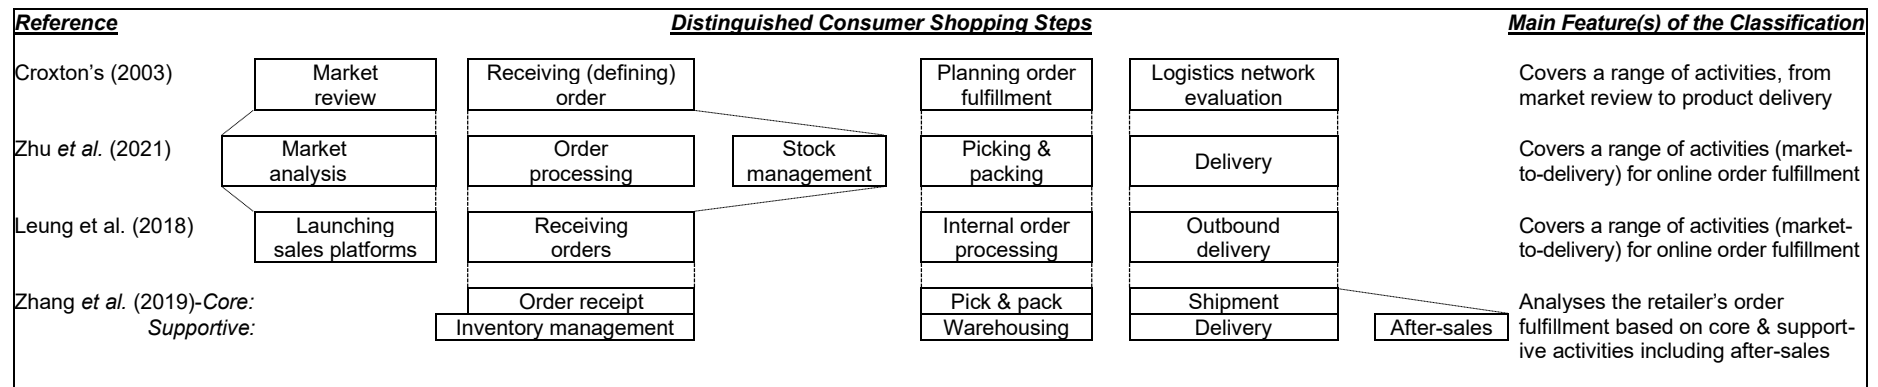 Reference Distinguished Consumer Shopping Steps Main Feature(s) of the Classification
Croxton's (2003) Market Receiving (defining) Planning order Logistics network Covers a range of activities, from
review order fulfillment evaluation market review to product delivery
Zhu et al. (2021) Market Order Stock Picking & Delivery Covers a range of activities (market-
analysis processing management packing to-delivery) for online order fulfillment
Leung et al. (2018) Launching Receiving Internal order Outbound Covers a range of activities (market-
sales platforms orders processing delivery to-delivery) for online order fulfillment
Zhang et al. (2019)-Core: Order receipt Pick & pack Shipment Analyses the retailer's order
Supportive: Inventory management Warehousing Delivery After-sales fulfillment based on core & support-
ive activities including after-sales